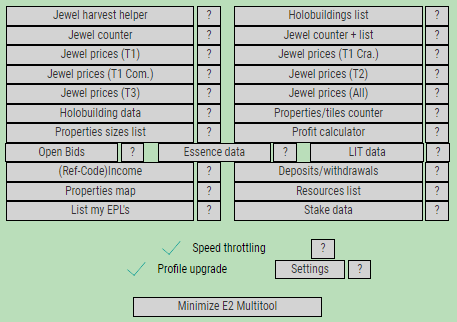 Jewel harvest helper ? Holobuildings list ?
Jewel counter ? Jewel counter + list ?
Jewel prices (T1) ? Jewel prices (T1 Cra.) ?
Jewel prices (T1 Com.) ? Jewel prices (T2) ?
Jewel prices (T3) ? Jewel prices (All) ?
Holobuilding data ? Properties/tiles counter ?
Properties sizes list ? Profit calculator ?
Open Bids ? Essence data ? LIT data ?
(Ref-Code)Income ? Deposits/withdrawals ?
Properties map ? Resources list ?
List my EPL's ? Stake data ?
Speed throttling ?
Profile upgrade Settings ?
Minimize E2 Multitool